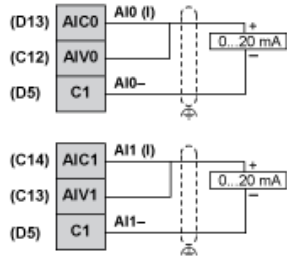 (D13) AIC0 AI0 (I) +
0...20 mA
(C12) AIV0 –
(D5) C1 AI0–
(C14) AIC1 AI1 (I) +
0...20 mA
(C13) AIV1 –
(D5) C1 AI1–